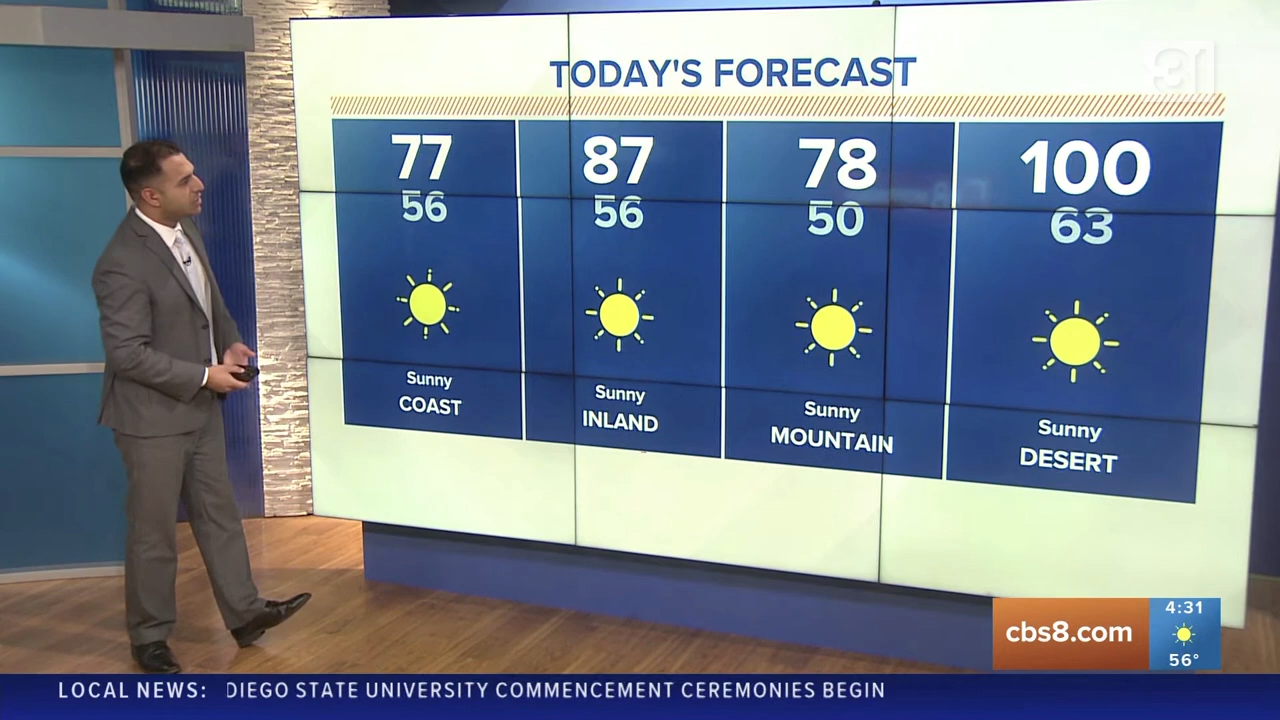 TODAY'S FORECAST
31
77
56
Sunny
COAST
87
56
Sunny
INLAND
78
50
Sunny
MOUNTAIN
100
63
Sunny
DESERT
cbs8.com
4:31
56°
LOCAL NEWS: DIEGO STATE UNIVERSITY COMMENCEMENT CEREMONIES BEGIN